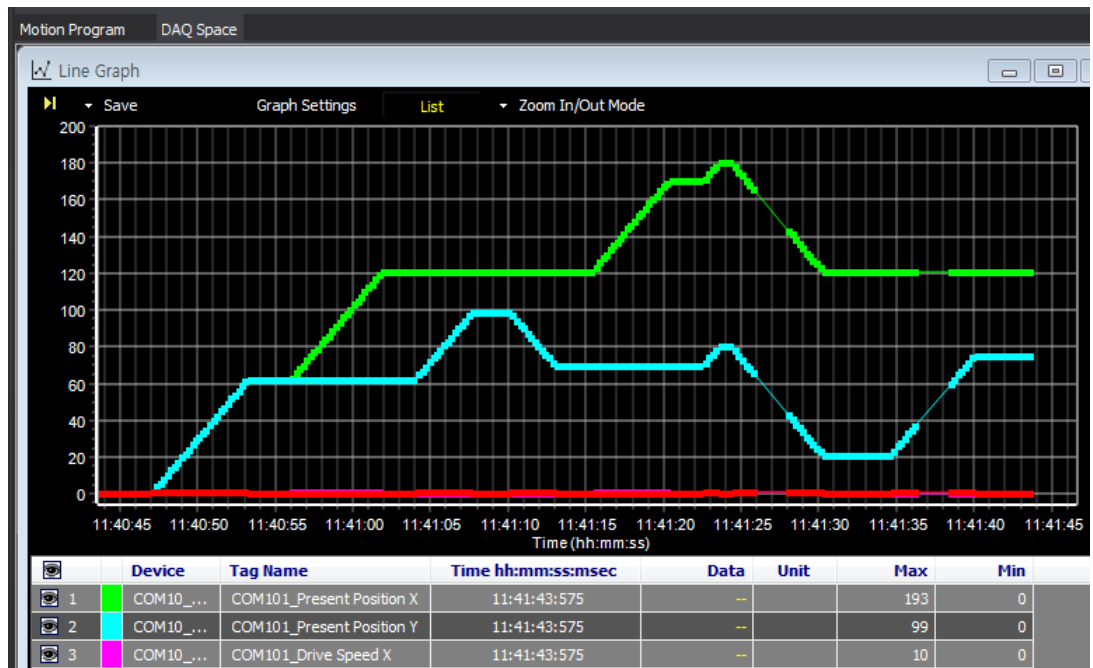 Motion Program DAQ Space
Line Graph
Save Graph Settings List Zoom In/Out Mode
200
180
160
140
120
100
80
60
40
20
0
11:40:45 11:40:50 11:40:55 11:41:00 11:41:05 11:41:10 11:41:15 11:41:20 11:41:25 11:41:30 11:41:35 11:41:40 11:41:45
Time (hh:mm:ss)
Device Tag Name Time hh:mm:ss:msec Data Unit Max Min
1 COM10_... COM101_Present Position X 11:41:43:575 -- 193 0
2 COM10_... COM101_Present Position Y 11:41:43:575 -- 99 0
3 COM10_... COM101_Drive Speed X 11:41:43:575 -- 10 0